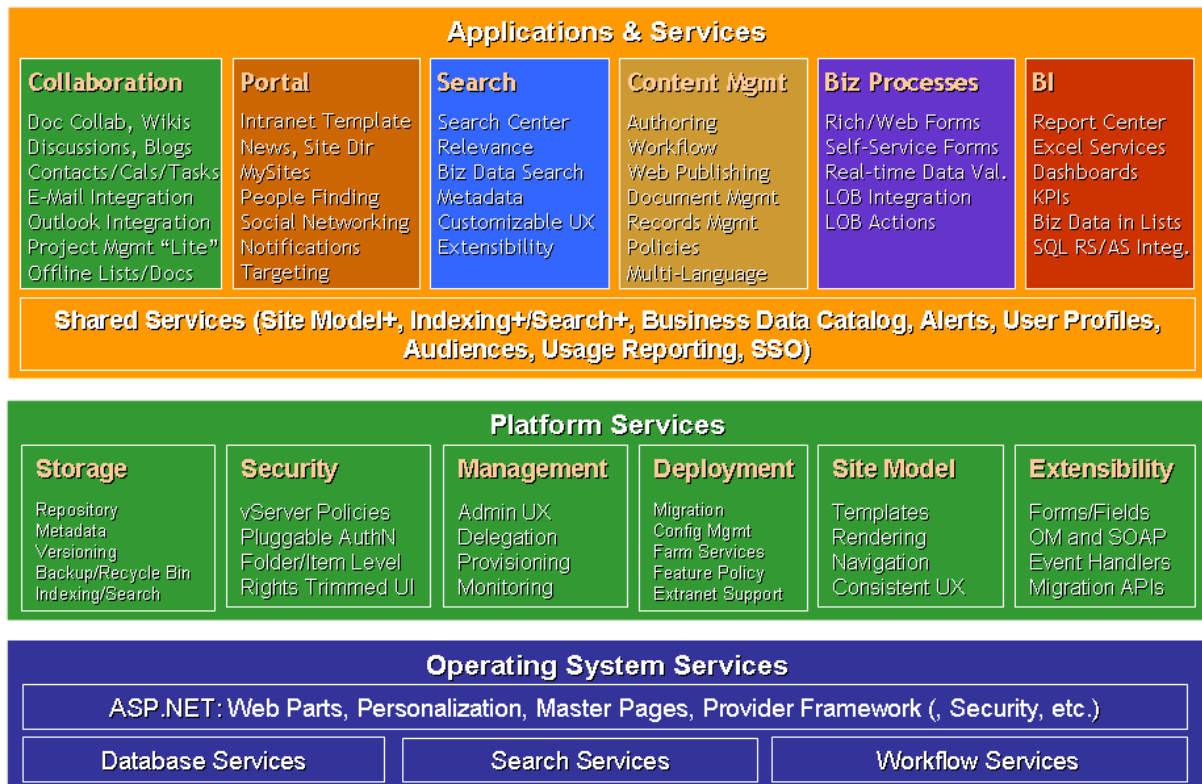 Applications & Services
Collaboration
Doc Collab, Wikis
Discussions, Blogs
Contacts/Cals/Tasks
E-Mail Integration
Outlook Integration
Project Mgmt “Lite”
Offline Lists/Docs
Portal
Intranet Template
News, Site Dir
MySites
People Finding
Social Networking
Notifications
Targeting
Search
Search Center
Relevance
Biz Data Search
Metadata
Customizable UX
Extensibility
Content Mgmt
Authoring
Workflow
Web Publishing
Document Mgmt
Records Mgmt
Policies
Multi-Language
Biz Processes
Rich/Web Forms
Self-Service Forms
Real-time Data Val.
LOB Integration
LOB Actions
BI
Report Center
Excel Services
Dashboards
KPIs
Biz Data in Lists
SQL RS/AS Integ.
Shared Services (Site Model+, Indexing+/Search+, Business Data Catalog, Alerts, User Profiles,
Audiences, Usage Reporting, SSO)
Platform Services
Storage
Repository
Metadata
Versioning
Backup/Recycle Bin
Indexing/Search
Security
vServer Policies
Pluggable AuthN
Folder/Item Level
Rights Trimmed UI
Management
Admin UX
Delegation
Provisioning
Monitoring
Deployment
Migration
Config Mgmt
Farm Services
Feature Policy
Extranet Support
Site Model
Templates
Rendering
Navigation
Consistent UX
Extensibility
Forms/Fields
OM and SOAP
Event Handlers
Migration APIs
Operating System Services
ASP.NET: Web Parts, Personalization, Master Pages, Provider Framework (, Security, etc.)
Database Services
Search Services
Workflow Services